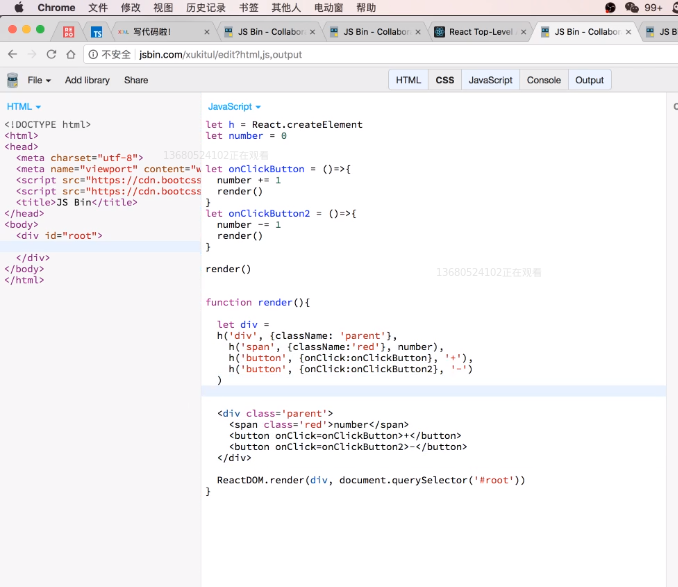 Chrome 文件 修改 视图 历史记录 书签 其他人 电动窗 帮助 99+
写代码啦! JS Bin - Collabor JS Bin - Collabor React Top-Level JS Bin - Collabor JS B
不安全 jsbin.com/xukitul/edit?html,js,output
File Add library Share HTML CSS JavaScript Console Output
HTML
<!DOCTYPE html>
<html>
<head>
<meta charset="utf-8">
<meta name="viewport" content="w
<script src="https://cdn.bootcss
<script src="https://cdn.bootcss
<title>JS Bin</title>
</head>
<body>
<div id="root">
</div>
</body>
</html>
JavaScript
let h = React.createElement
let number = 0
13680524102正在观看
let onClickButton = ()=>{
number += 1
render()
}
let onClickButton2 = ()=>{
number -= 1
render()
}
render()
13680524102正在观看
function render(){
let div =
h('div', {className: 'parent'},
h('span', {className:'red'}, number),
h('button', {onClick:onClickButton}, '+'),
h('button', {onClick:onClickButton2}, '-')
)
<div class='parent'>
<span class='red'>number</span>
<button onClick=onClickButton>+</button>
<button onClick=onClickButton2>-</button>
</div>
ReactDOM.render(div, document.querySelector('#root'))
}